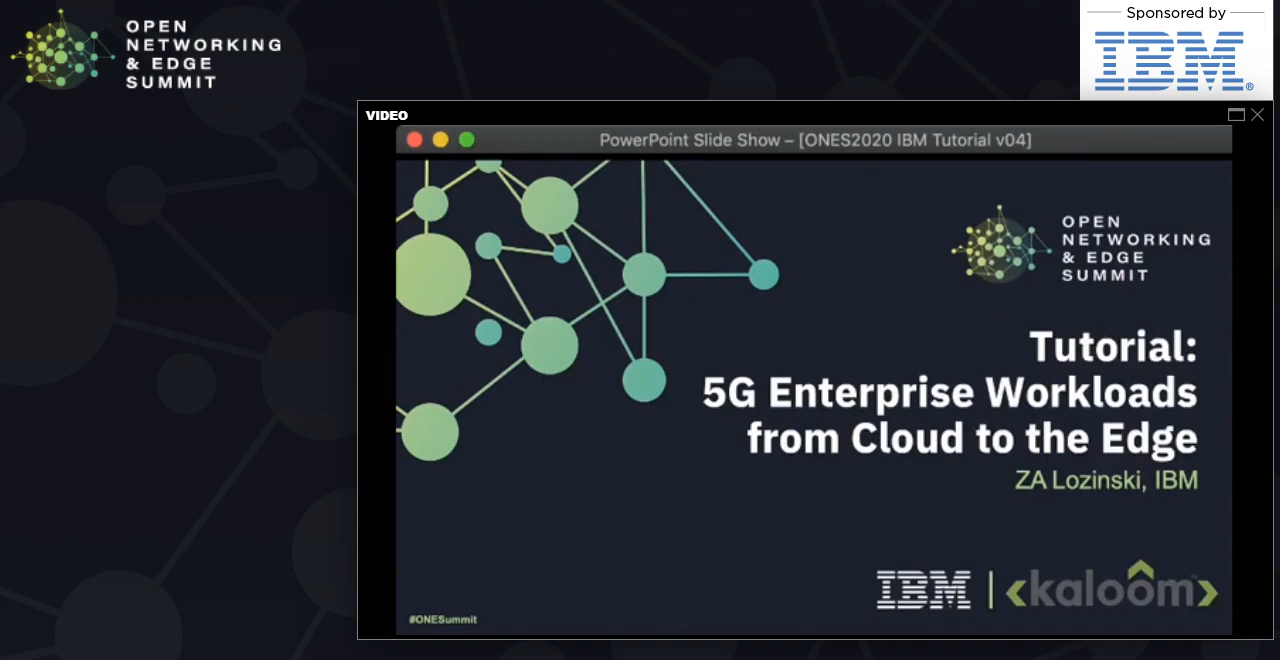 OPEN
NETWORKING
& EDGE
SUMMIT
Sponsored by
IBM®
VIDEO
PowerPoint Slide Show – [ONES2020 IBM Tutorial v04]
OPEN
NETWORKING
& EDGE
SUMMIT
Tutorial:
5G Enterprise Workloads
from Cloud to the Edge
ZA Lozinski, IBM
IBM | kaloom
#ONESummit